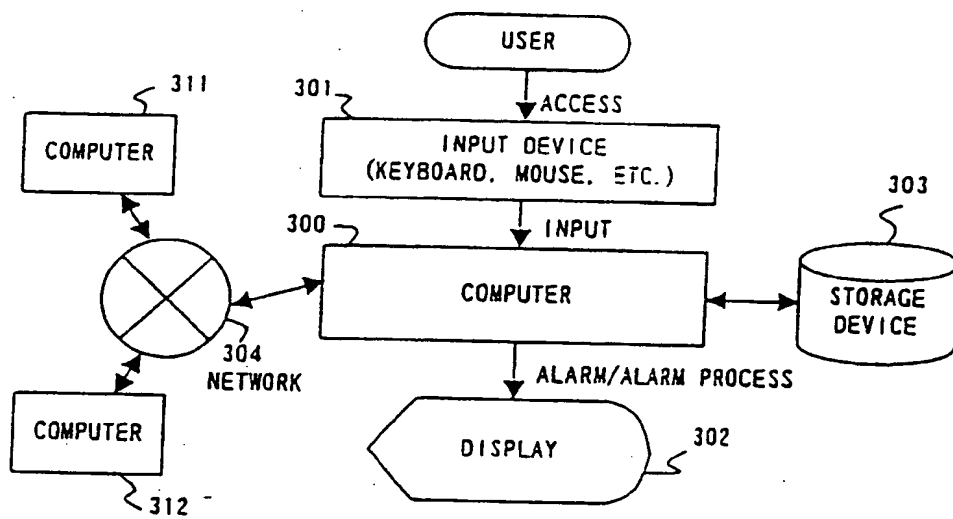 USER
311
301
ACCESS
COMPUTER
INPUT DEVICE
(KEYBOARD, MOUSE, ETC.)
303
300
INPUT
COMPUTER
STORAGE
DEVICE
304
NETWORK
ALARM/ALARM PROCESS
COMPUTER
DISPLAY
302
312